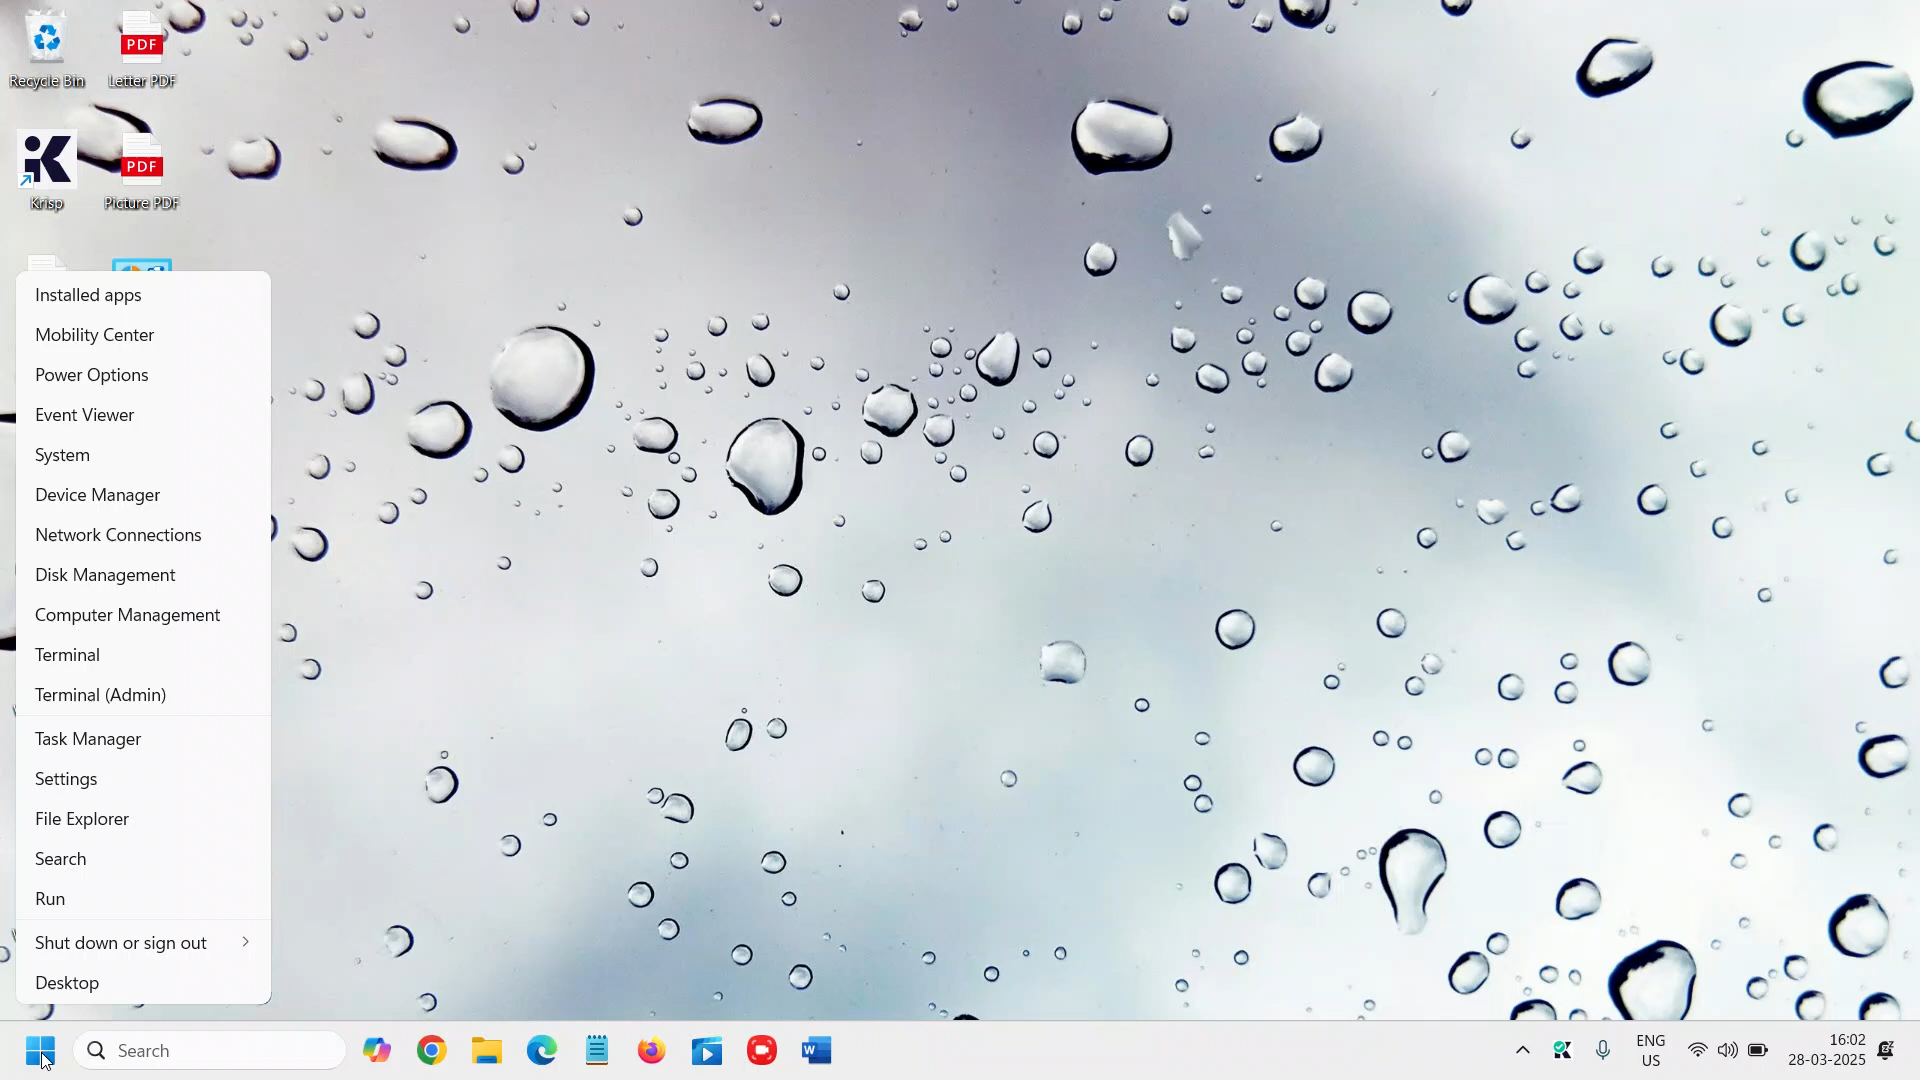 Recycle Bin
Letter PDF
Krisp
Picture PDF
Installed apps
Mobility Center
Power Options
Event Viewer
System
Device Manager
Network Connections
Disk Management
Computer Management
Terminal
Terminal (Admin)
Task Manager
Settings
File Explorer
Search
Run
Shut down or sign out
Desktop
Search
ENG
US
16:02
28-03-2025